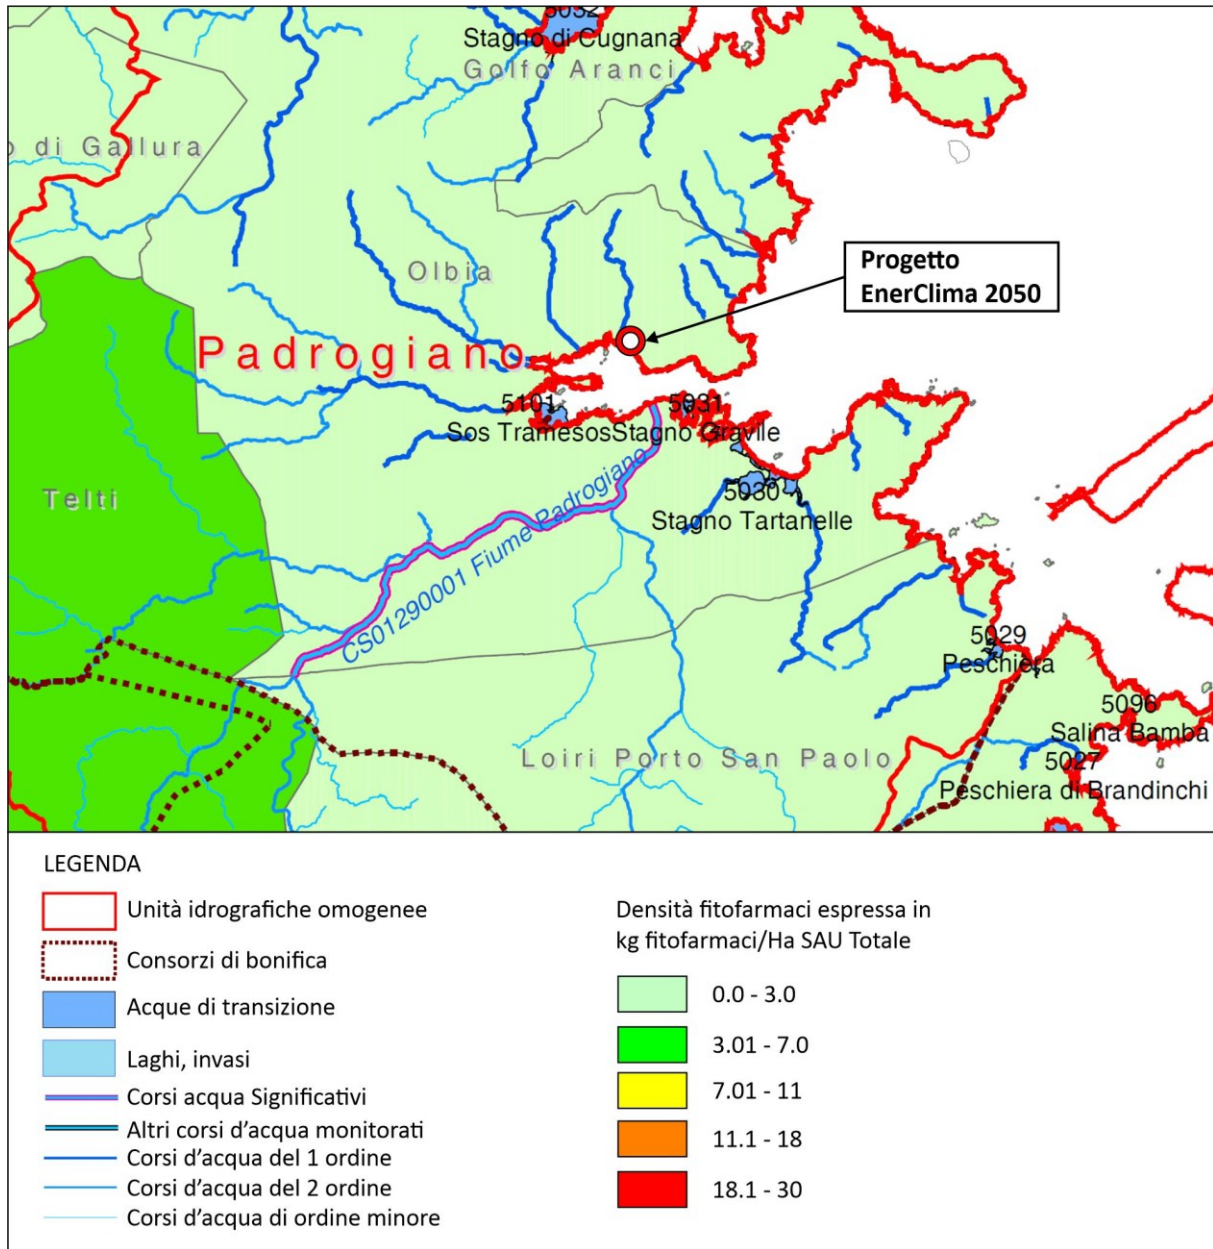 5032
Stagno di Cugnana
Golfo Aranci
o di Gallura
Olbia
Progetto
EnerClima 2050
Padrogiano
5101
5031
Sos Tramesos
Stagno Gravile
Telti
5030
Stagno Tartanelle
CS01290001 Fiume Padrogiano
5029
Peschiera
5096
Salina Bamba
Loiri Porto San Paolo
5027
Peschiera di Brandinchi
LEGENDA
Unità idrografiche omogenee
Consorzi di bonifica
Acque di transizione
Laghi, invasi
Corsi acqua Significativi
Altri corsi d'acqua monitorati
Corsi d'acqua del 1 ordine
Corsi d'acqua del 2 ordine
Corsi d'acqua di ordine minore
Densità fitofarmaci espressa in
kg fitofarmaci/Ha SAU Totale
0.0 - 3.0
3.01 - 7.0
7.01 - 11
11.1 - 18
18.1 - 30